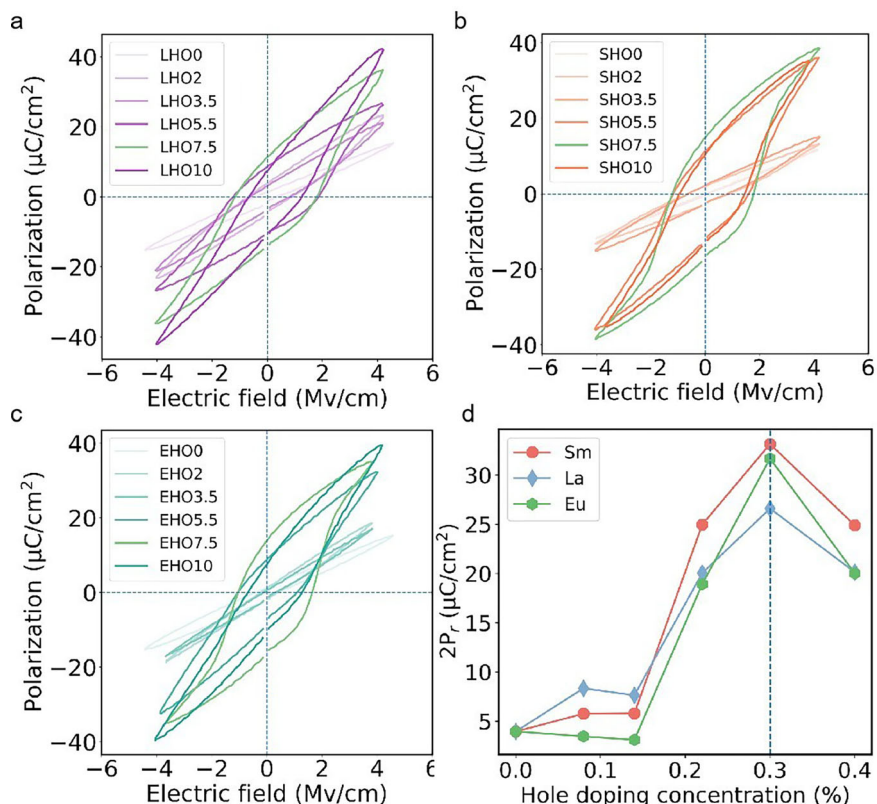 a
40
20
0
−20
−40
Polarization (μC/cm²)
LHO0
LHO2
LHO3.5
LHO5.5
LHO7.5
LHO10
−6 −4 −2 0 2 4 6
Electric field (Mv/cm)
b
40
20
0
−20
−40
Polarization (μC/cm²)
SHO0
SHO2
SHO3.5
SHO5.5
SHO7.5
SHO10
−6 −4 −2 0 2 4 6
Electric field (Mv/cm)
c
40
20
0
−20
−40
Polarization (μC/cm²)
EHO0
EHO2
EHO3.5
EHO5.5
EHO7.5
EHO10
−6 −4 −2 0 2 4 6
Electric field (Mv/cm)
d
30
25
20
15
10
5
2Pᵣ (μC/cm²)
Sm
La
Eu
0.0 0.1 0.2 0.3 0.4
Hole doping concentration (%)